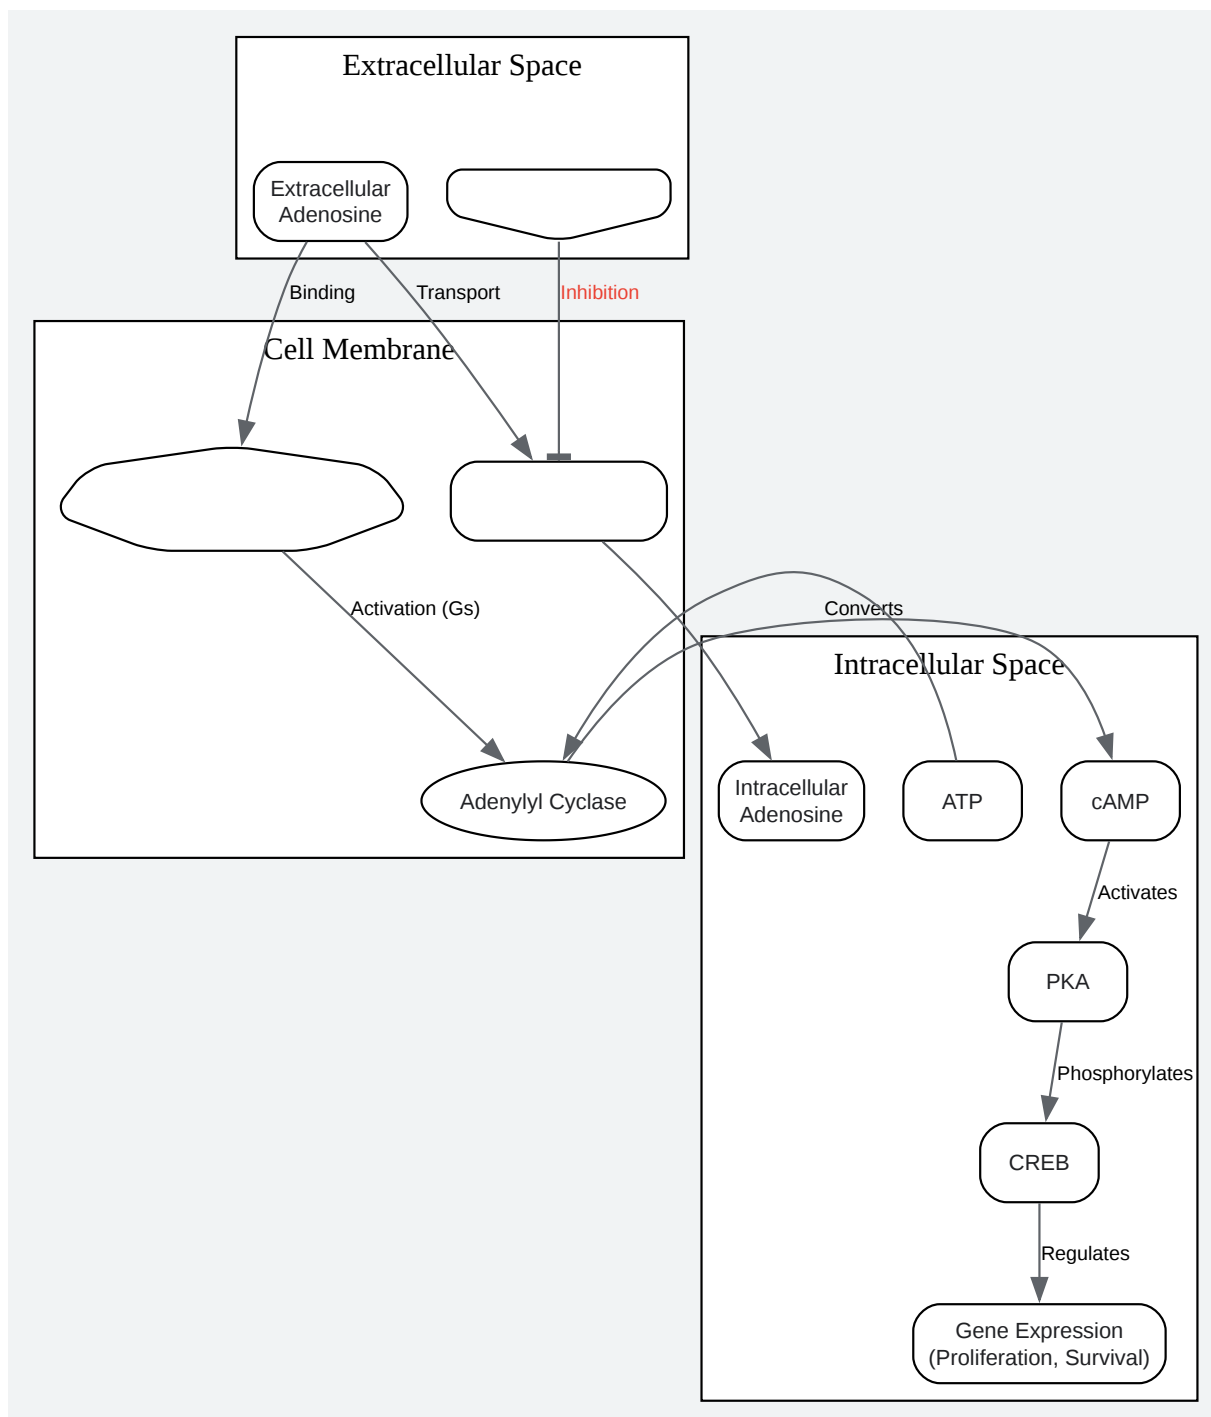 Extracellular Space
Extracellular
Adenosine
Binding
Transport
Inhibition
Cell Membrane
Activation (Gs)
Converts
Intracellular Space
Adenylyl Cyclase
Intracellular
Adenosine
ATP
cAMP
Activates
PKA
Phosphorylates
CREB
Regulates
Gene Expression
(Proliferation, Survival)